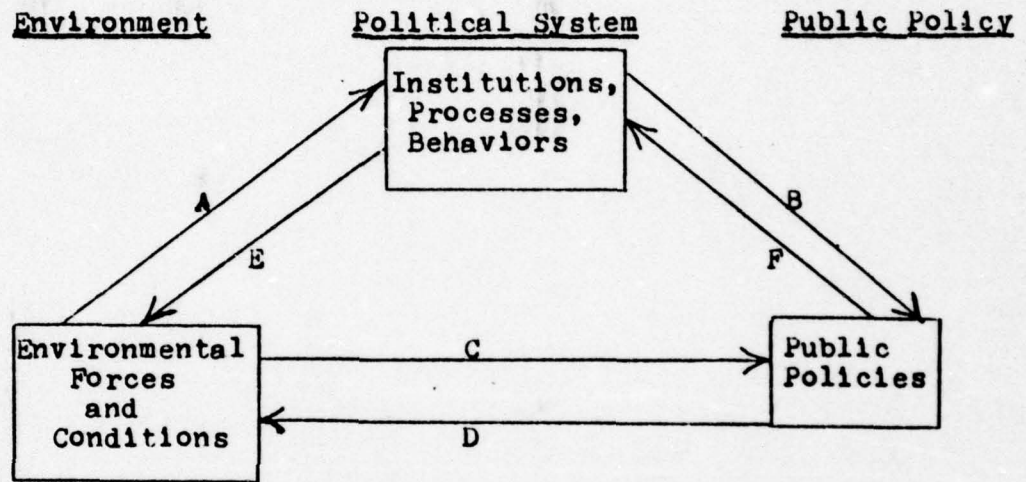 Environment Political System Public Policy
Institutions,
Processes,
Behaviors
A
B
E
F
Environmental
Forces
and
Conditions
C
Public
Policies
D